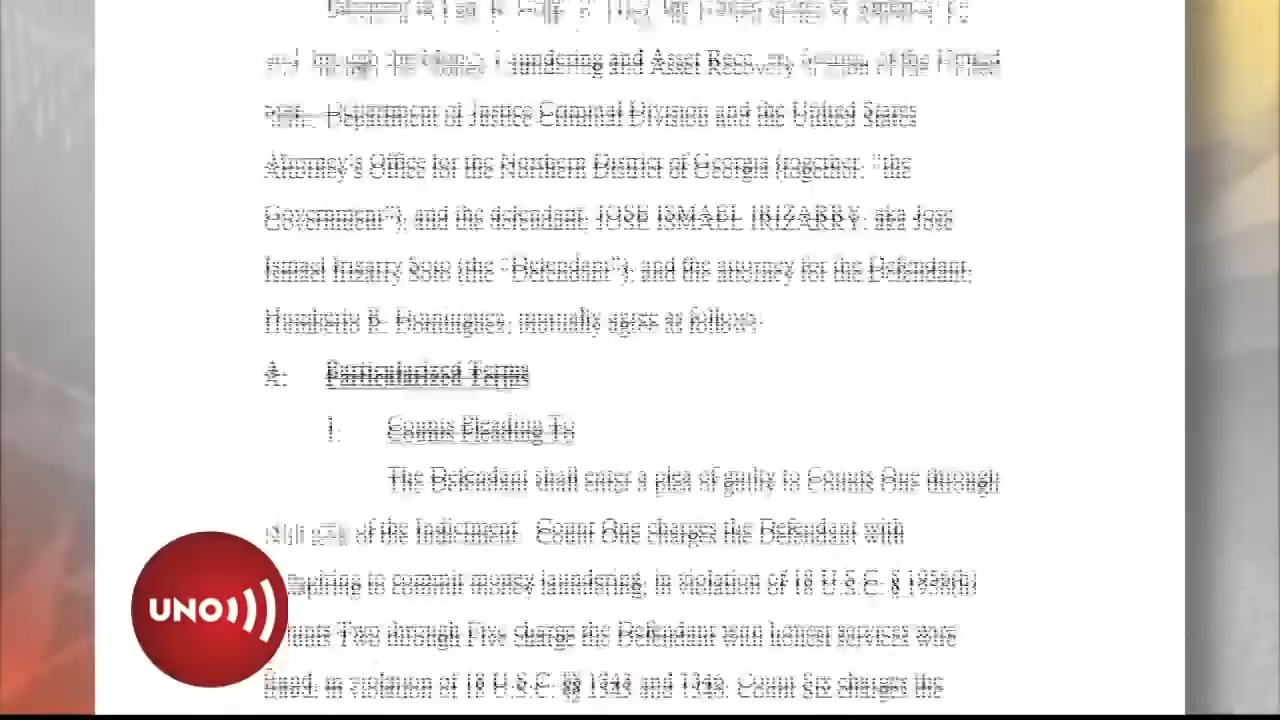 Laundering and Asset Recovery Section of the United
Department of Justice Criminal Division and the United States
Attorney's Office for the Northern District of Georgia (together, "the
Government"), and the defendant, JOSE ISMAEL IRIZARRY, aka Jose
Ismael Irizarry Soto (the "Defendant"), and the attorney for the Defendant,
Humberto R. Dominguez, mutually agree as follows:
A. Particularized Terms
1. Counts Pleading To
The Defendant shall enter a plea of guilty to Counts One through
of the Indictment. Count One charges the Defendant with
to commit money laundering, in violation of 18 U.S.C. § 1956(h)
Two through Five charge the Defendant with honest services wire
fraud, in violation of 18 U.S.C. §§ 1343 and 1346. Count Six charges the
UNO